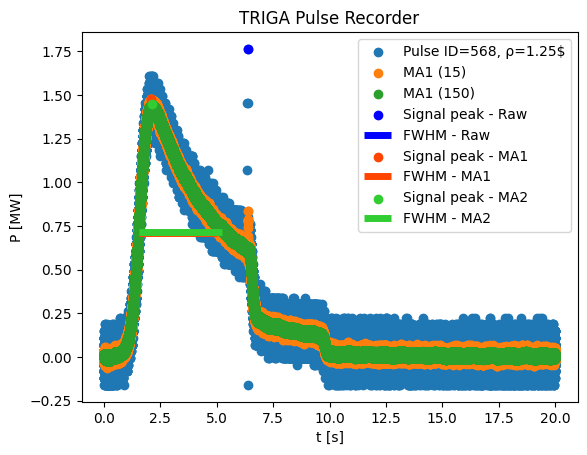 TRIGA Pulse Recorder
P [MW]
1.75
1.50
1.25
1.00
0.75
0.50
0.25
0.00
−0.25
Pulse ID=568, ρ=1.25$
MA1 (15)
MA1 (150)
Signal peak - Raw
FWHM - Raw
Signal peak - MA1
FWHM - MA1
Signal peak - MA2
FWHM - MA2
0.0 2.5 5.0 7.5 10.0 12.5 15.0 17.5 20.0
t [s]